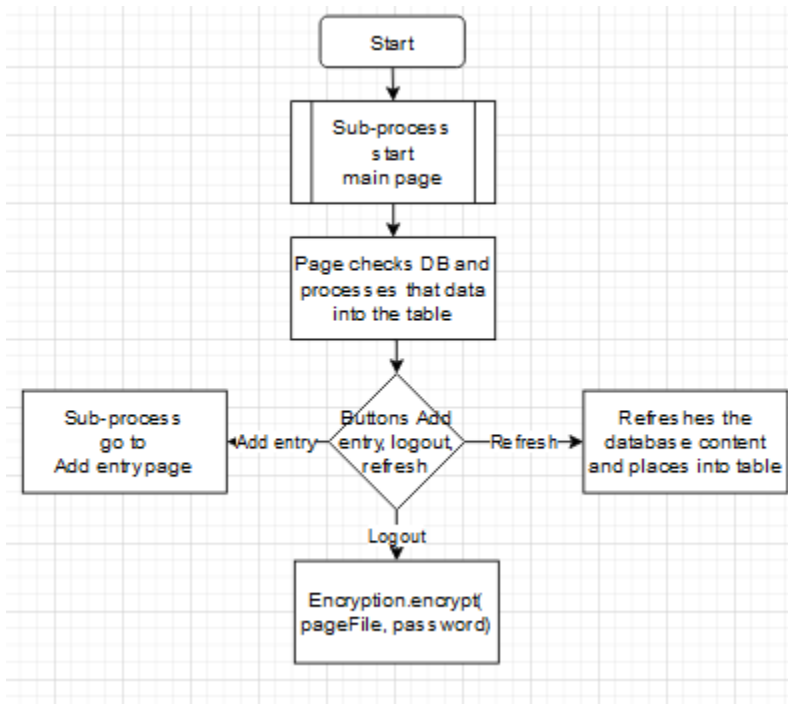 Start
Sub-process
start
main page
Page checks DB and
processes that data
into the table
Sub-process
go to
Add entry page
Add entry
Buttons Add
entry, logout,
refresh
Refresh
Refreshes the
database content
and places into table
Logout
Encryption.encrypt(
pageFile, password)